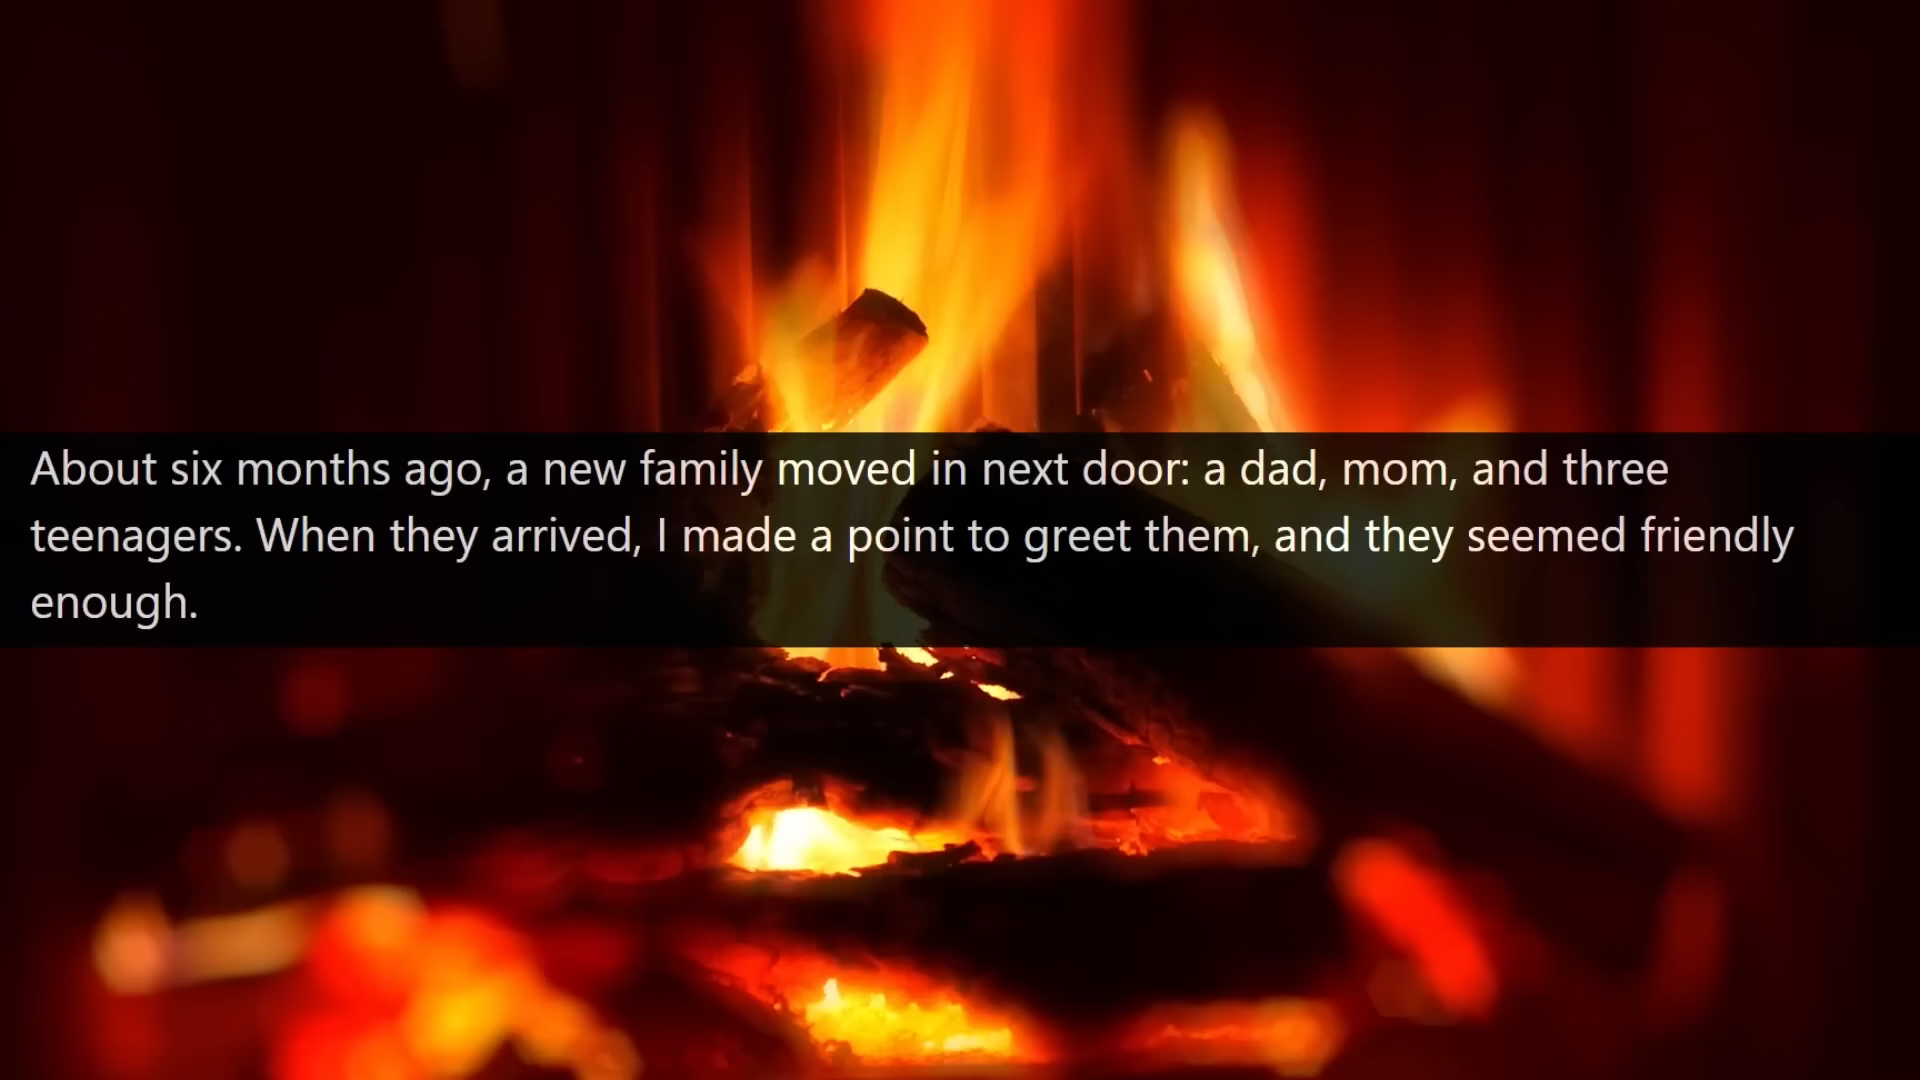 About six months ago, a new family moved in next door: a dad, mom, and three
teenagers. When they arrived, I made a point to greet them, and they seemed friendly
enough.